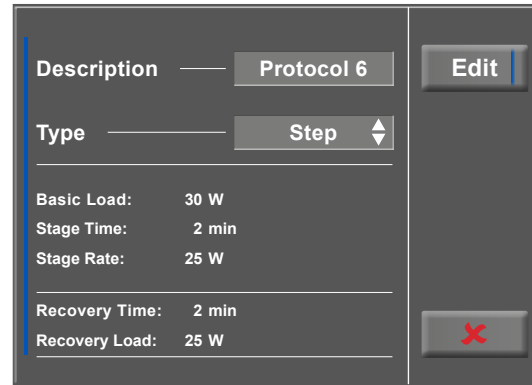 Description Protocol 6
Edit
Type Step
Basic Load: 30 W
Stage Time: 2 min
Stage Rate: 25 W
Recovery Time: 2 min
Recovery Load: 25 W